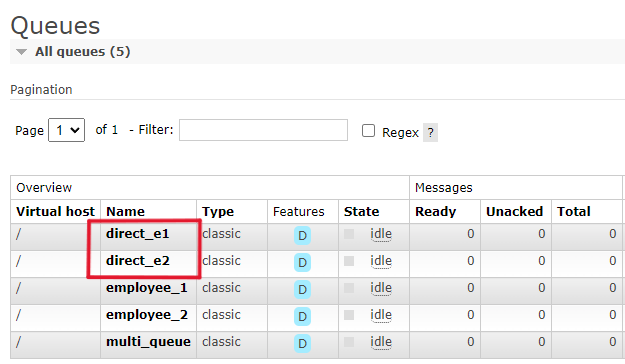 Queues
All queues (5)
Pagination
Page 1 of 1 - Filter: Regex ?
Overview Messages
Virtual host Name Type Features State Ready Unacked Total
/ direct_e1 classic D idle 0 0 0
/ direct_e2 classic D idle 0 0 0
/ employee_1 classic D idle 0 0 0
/ employee_2 classic D idle 0 0 0
/ multi_queue classic D idle 0 0 0